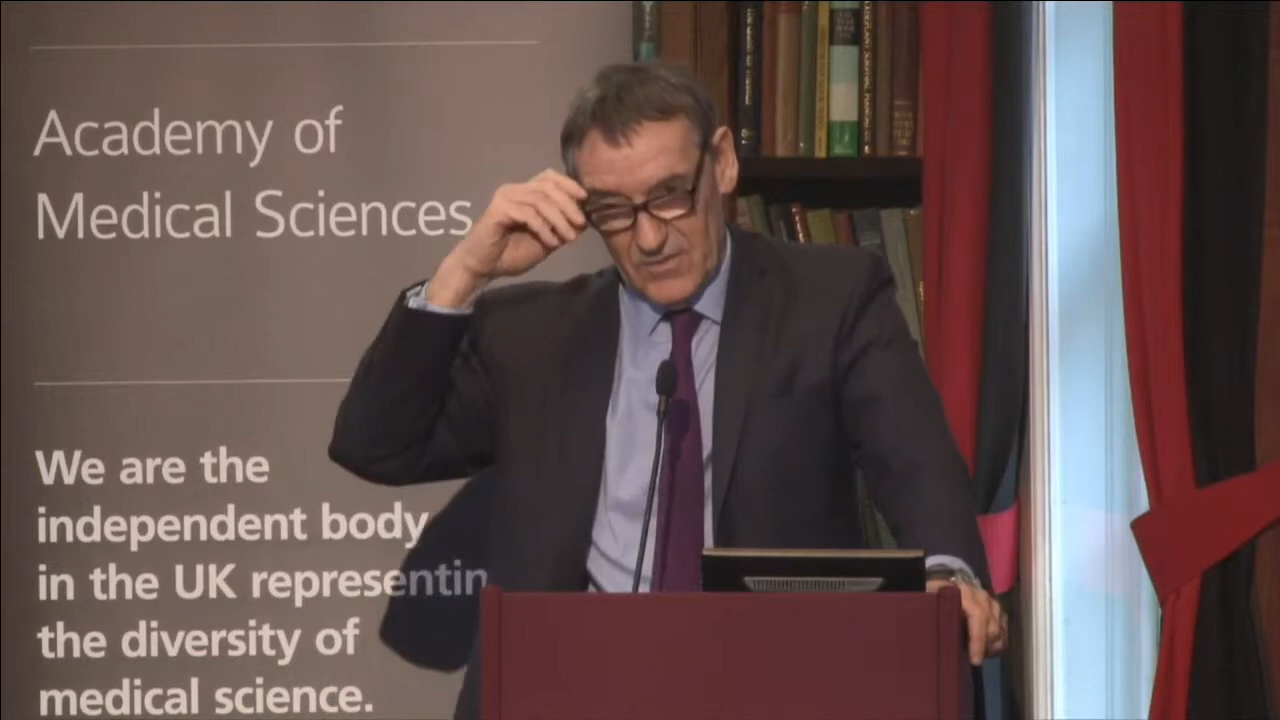 Academy of
Medical Sciences
We are the
independent body
in the UK representin
the diversity of
medical science.